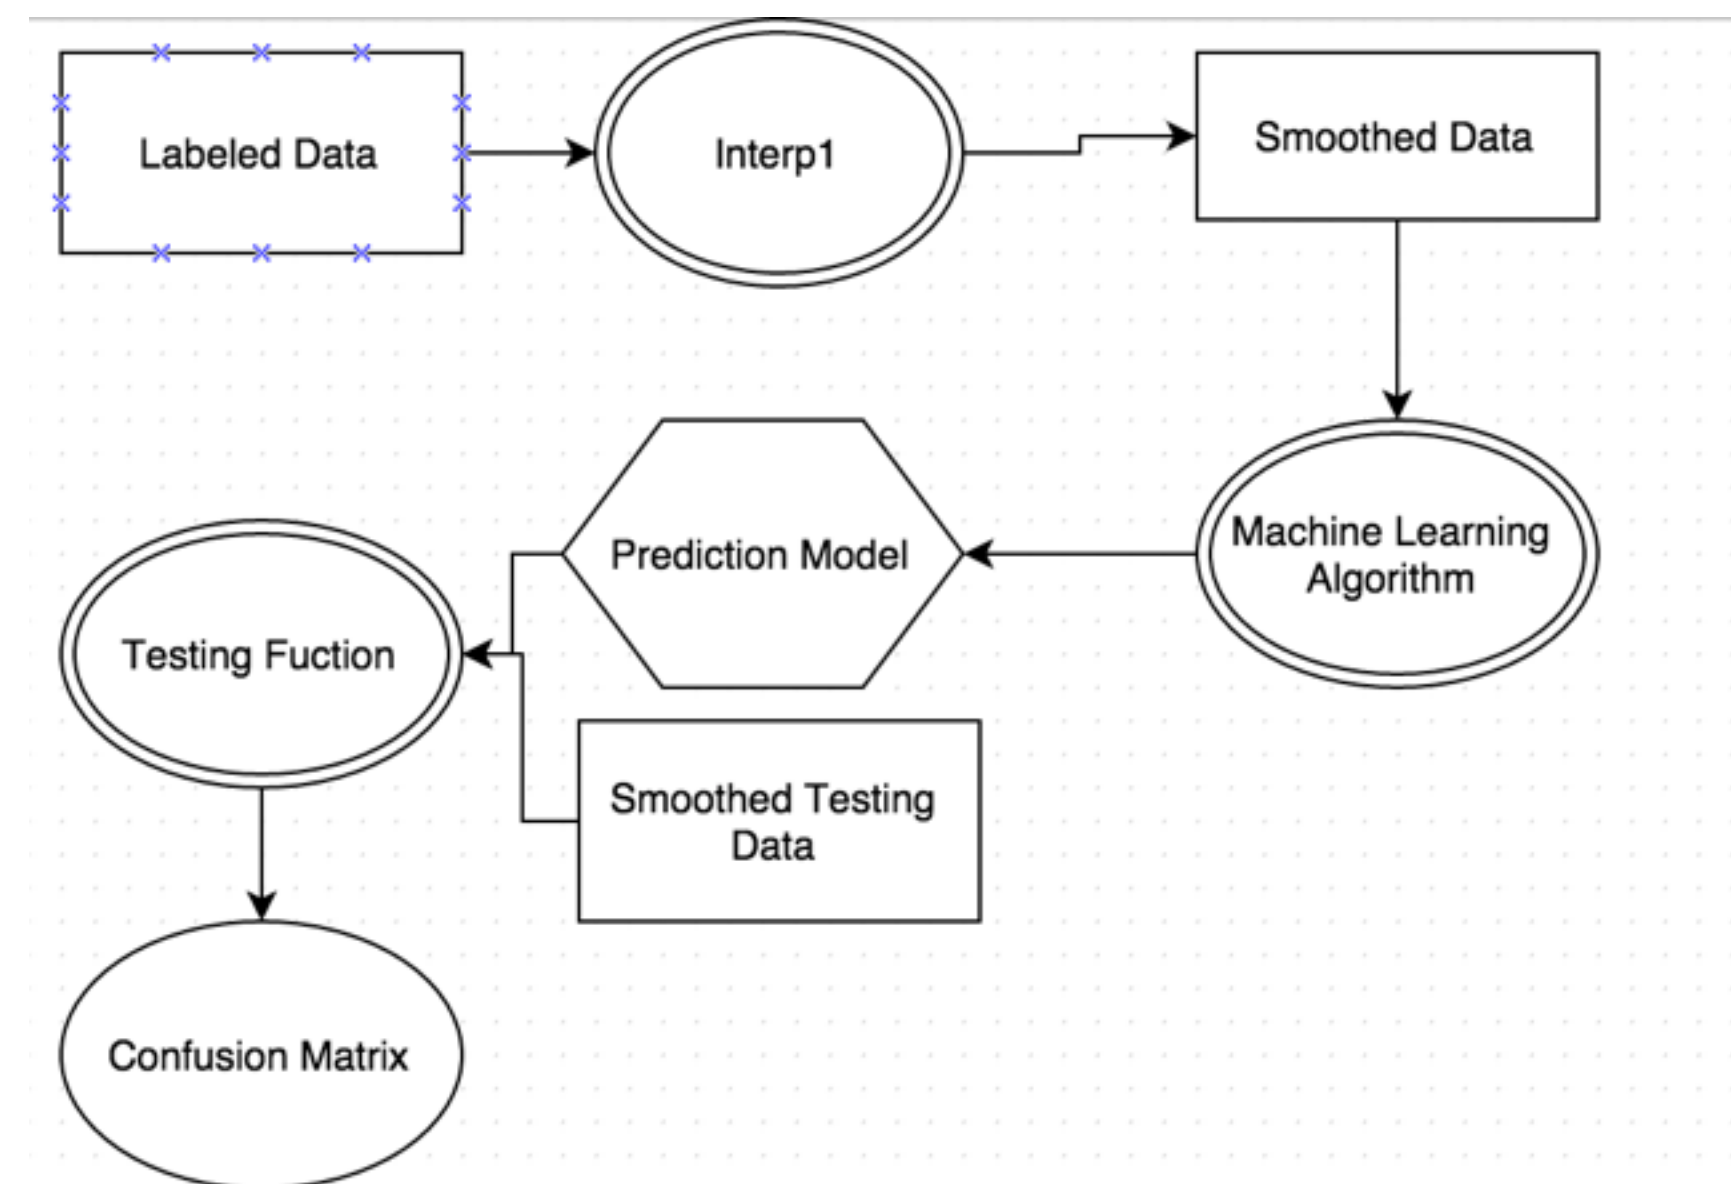 Labeled Data
Interp1
Smoothed Data
Machine Learning
Algorithm
Prediction Model
Testing Fuction
Smoothed Testing
Data
Confusion Matrix